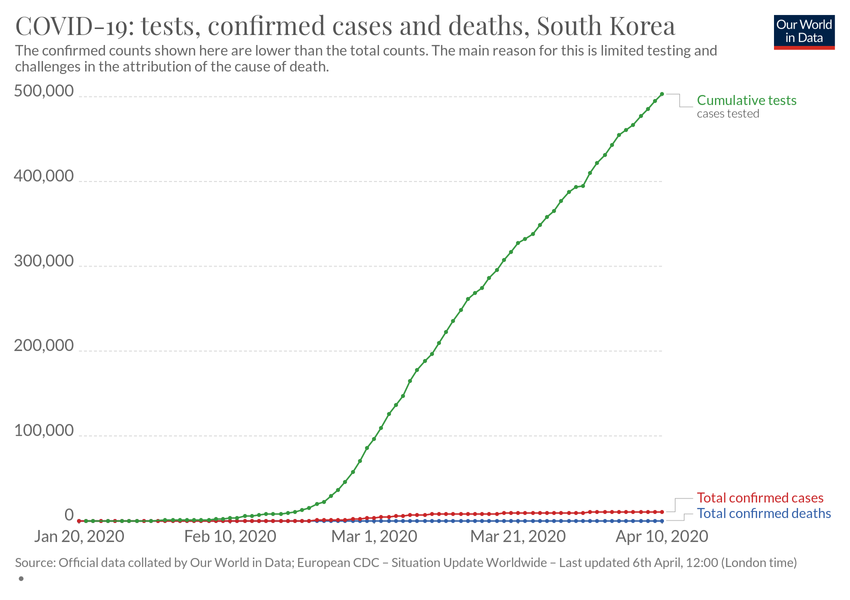 COVID-19: tests, confirmed cases and deaths, South Korea
Our World
in Data
The confirmed counts shown here are lower than the total counts. The main reason for this is limited testing and
challenges in the attribution of the cause of death.
500,000
400,000
300,000
200,000
100,000
0
Cumulative tests
cases tested
Total confirmed cases
Total confirmed deaths
Jan 20, 2020
Feb 10, 2020
Mar 1, 2020
Mar 21, 2020
Apr 10, 2020
Source: Official data collated by Our World in Data; European CDC – Situation Update Worldwide – Last updated 6th April, 12:00 (London time)
•